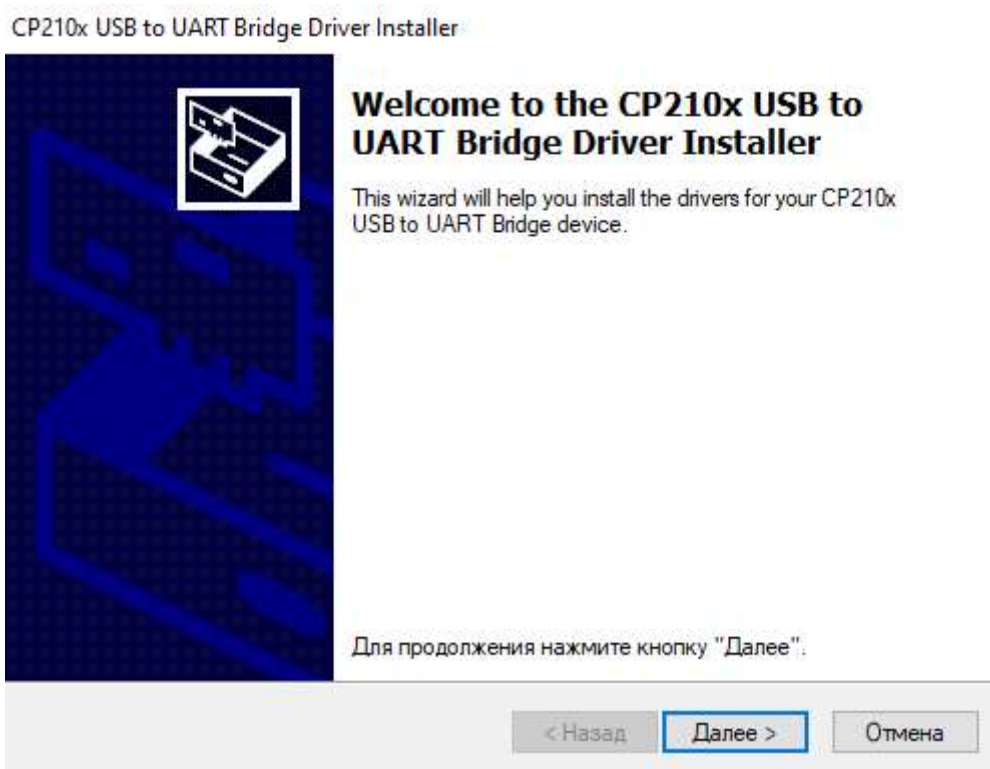 CP210x USB to UART Bridge Driver Installer
Welcome to the CP210x USB to
UART Bridge Driver Installer
This wizard will help you install the drivers for your CP210x
USB to UART Bridge device.
Для продолжения нажмите кнопку "Далее".
< Назад
Далее >
Отмена